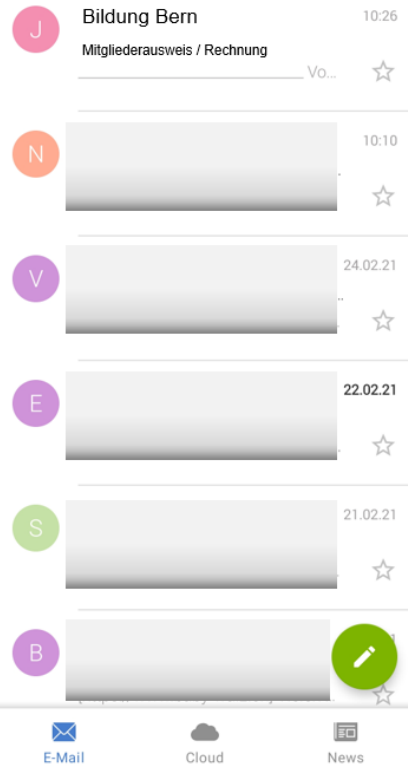 J
Bildung Bern
10:26
Mitgliederausweis / Rechnung
Vo...
N
10:10
V
24.02.21
E
22.02.21
S
21.02.21
B
E-Mail
Cloud
News